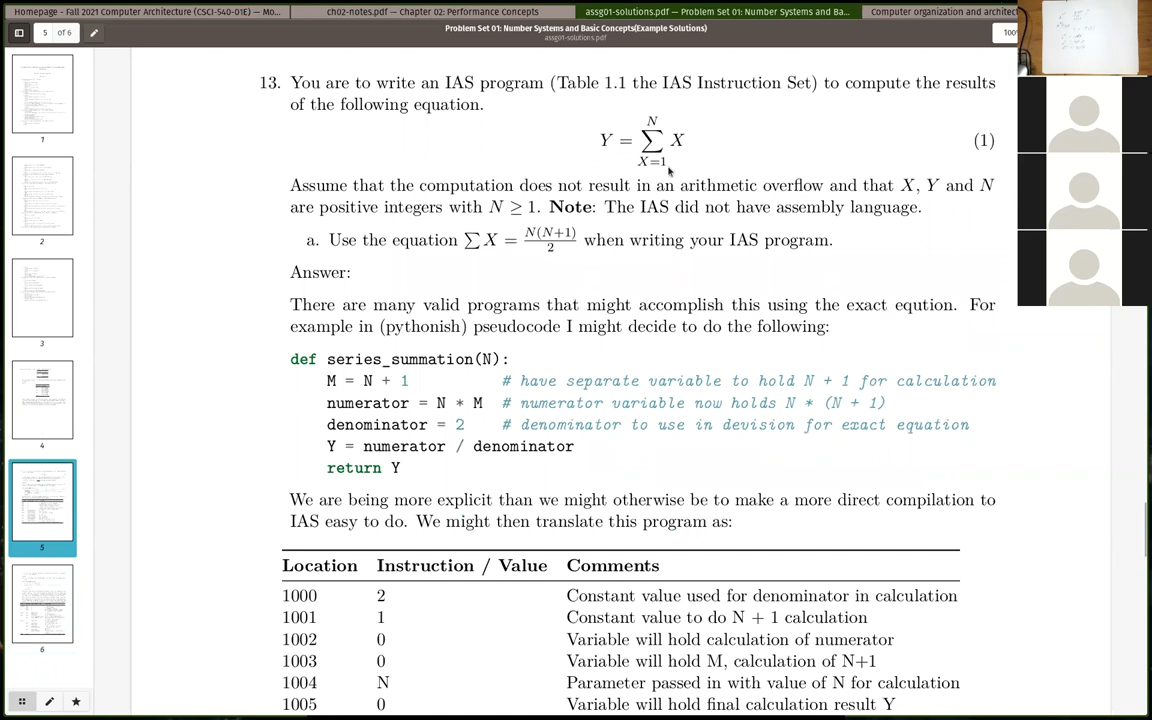 Homepage - Fall 2021 Computer Architecture (CSCI-540-01E) — Mo...
ch02-notes.pdf — Chapter 02: Performance Concepts
assg01-solutions.pdf — Problem Set 01: Number Systems and Ba...
Computer organization and architect
5 of 6
Problem Set 01: Number Systems and Basic Concepts(Example Solutions)
assg01-solutions.pdf
100
1
2
3
4
5
6
13. You are to write an IAS program (Table 1.1 the IAS Instruction Set) to compute the results
of the following equation.
N
Y = ∑ X (1)
X=1
Assume that the computation does not result in an arithmetic overflow and that X, Y and N
are positive integers with N ≥ 1. Note: The IAS did not have assembly language.
a. Use the equation ∑ X = N(N+1)/2 when writing your IAS program.
Answer:
There are many valid programs that might accomplish this using the exact eqution. For
example in (pythonish) pseudocode I might decide to do the following:
def series_summation(N):
M = N + 1 # have separate variable to hold N + 1 for calculation
numerator = N * M # numerator variable now holds N * (N + 1)
denominator = 2 # denominator to use in devision for exact equation
Y = numerator / denominator
return Y
We are being more explicit than we might otherwise be to make a more direct compilation to
IAS easy to do. We might then translate this program as:
Location Instruction / Value Comments
1000 2 Constant value used for denominator in calculation
1001 1 Constant value to do N + 1 calculation
1002 0 Variable will hold calculation of numerator
1003 0 Variable will hold M, calculation of N+1
1004 N Parameter passed in with value of N for calculation
1005 0 Variable will hold final calculation result Y